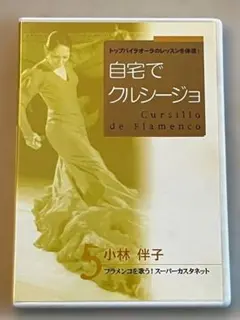 トップバイラオーラのレッスンを体感!
自宅で
クルシージョ
Cursillo
de Flamenco
5 小林 伴子
フラメンコを歌う!スーパーカスタネット